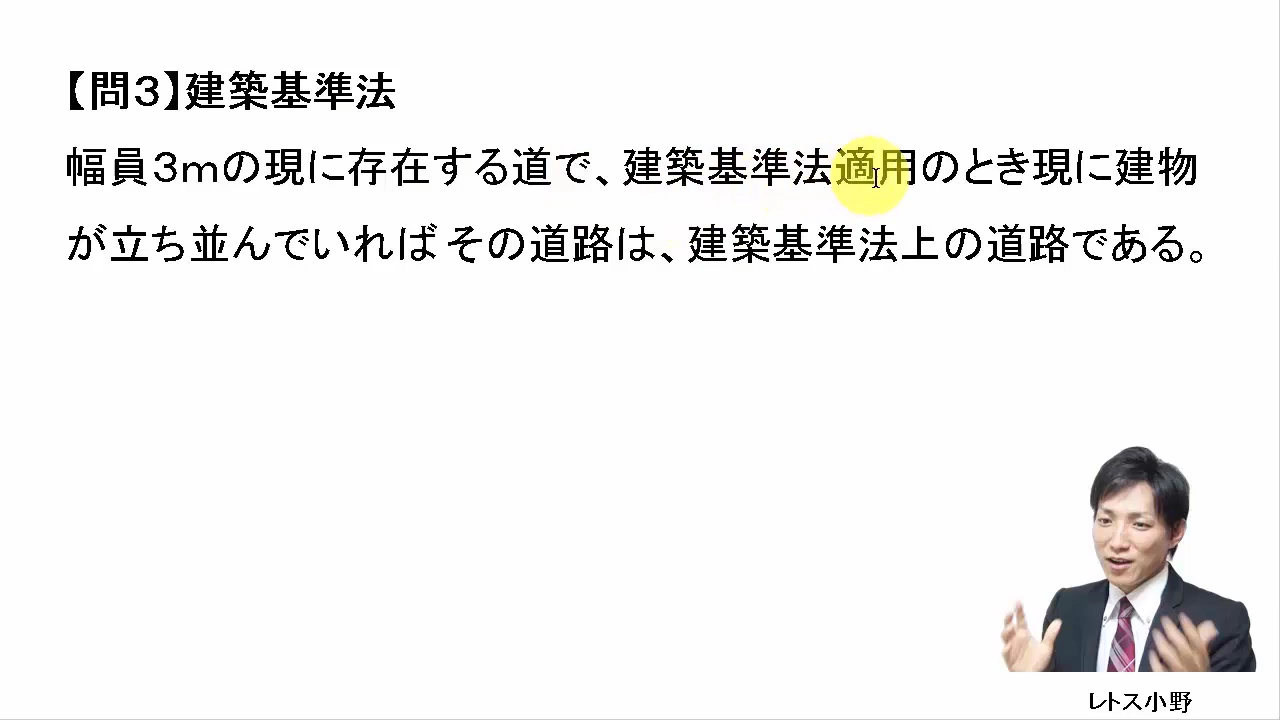 【問３】建築基準法
幅員３ｍの現に存在する道で、建築基準法適用のとき現に建物
が立ち並んでいればその道路は、建築基準法上の道路である。
レトス小野